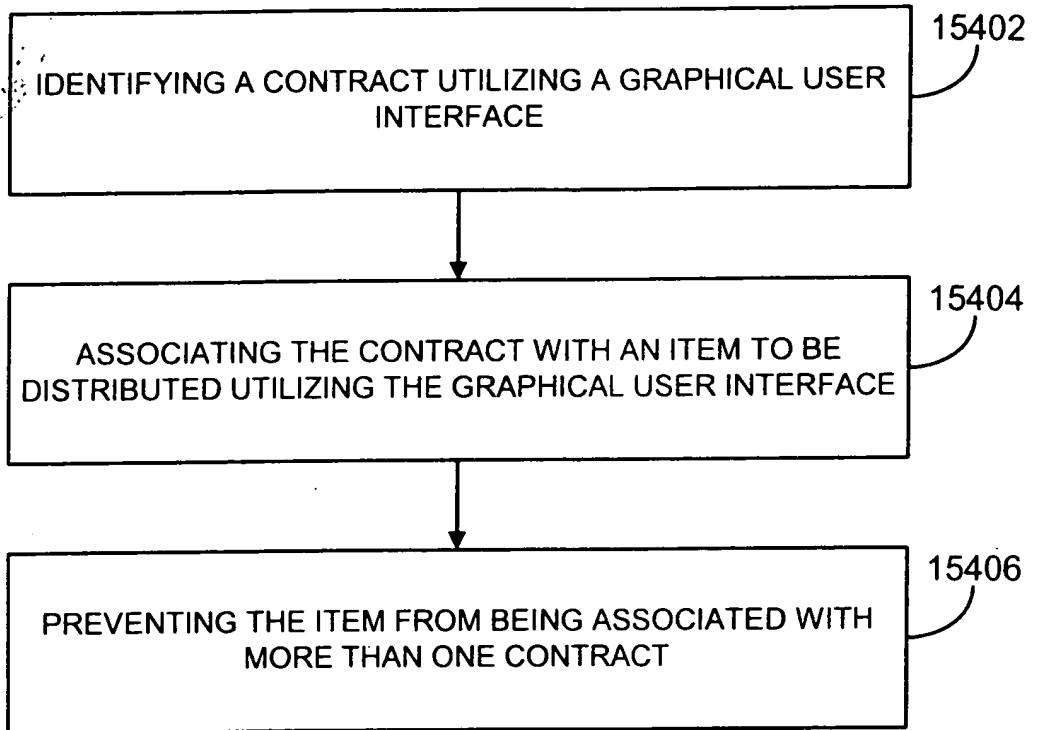 15402
IDENTIFYING A CONTRACT UTILIZING A GRAPHICAL USER
INTERFACE
15404
ASSOCIATING THE CONTRACT WITH AN ITEM TO BE
DISTRIBUTED UTILIZING THE GRAPHICAL USER INTERFACE
15406
PREVENTING THE ITEM FROM BEING ASSOCIATED WITH
MORE THAN ONE CONTRACT